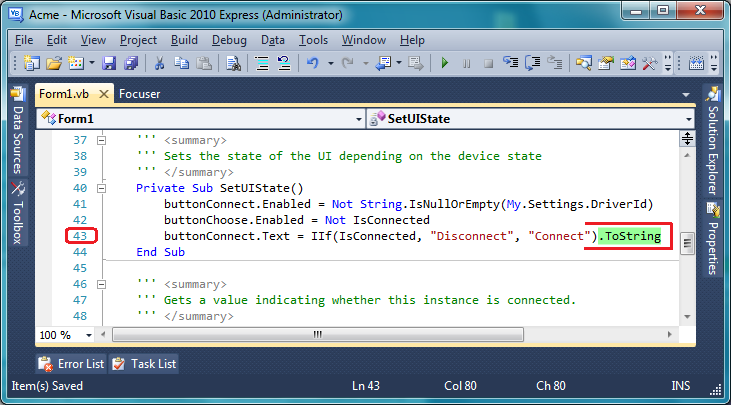 Acme - Microsoft Visual Basic 2010 Express (Administrator)
File Edit View Project Debug Data Tools Window Help
Form1.vb Focuser
Form1 SetUIState
37 ''' <summary>
38 ''' Sets the state of the UI depending on the device state
39 ''' </summary>
40 Private Sub SetUIState()
41 buttonConnect.Enabled = Not String.IsNullOrEmpty(My.Settings.DriverId)
42 buttonChoose.Enabled = Not IsConnected
43 buttonConnect.Text = IIf(IsConnected, "Disconnect", "Connect").ToString
44 End Sub
45
46 ''' <summary>
47 ''' Gets a value indicating whether this instance is connected.
48 ''' </summary>
100 %
Data Sources
Toolbox
Solution Explorer
Properties
Error List Task List
Item(s) Saved Ln 43 Col 80 Ch 80 INS